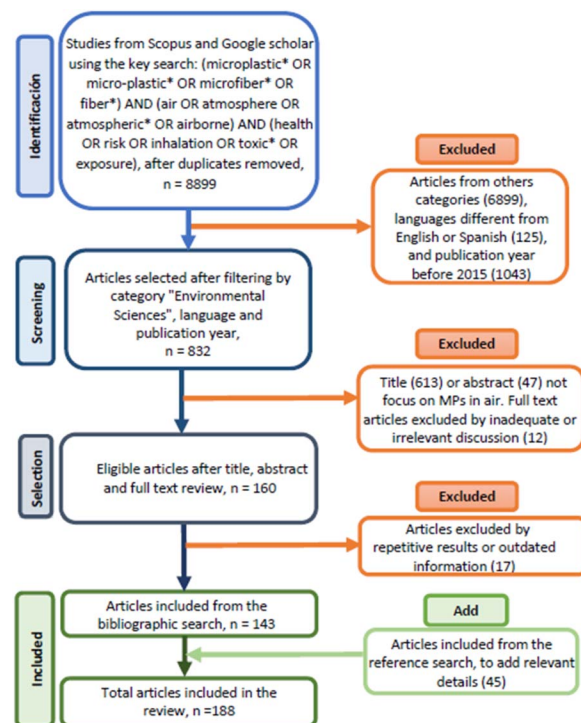 Identificación
Studies from Scopus and Google scholar
using the key search: (microplastic* OR
micro-plastic* OR microfiber* OR
fiber*) AND (air OR atmosphere OR
atmospheric* OR airborne) AND (health
OR risk OR inhalation OR toxic* OR
exposure), after duplicates removed,
n = 8899
Excluded
Articles from others
categories (6899),
languages different from
English or Spanish (125),
and publication year
before 2015 (1043)
Screening
Articles selected after filtering by
category "Environmental
Sciences", language and
publication year,
n = 832
Excluded
Title (613) or abstract (47) not
focus on MPs in air. Full text
articles excluded by inadequate or
irrelevant discussion (12)
Selection
Eligible articles after title, abstract
and full text review, n = 160
Excluded
Articles excluded by
repetitive results or outdated
information (17)
Included
Articles included from the
bibliographic search, n = 143
Add
Articles included from the
reference search, to add relevant
details (45)
Total articles included in the
review, n =188